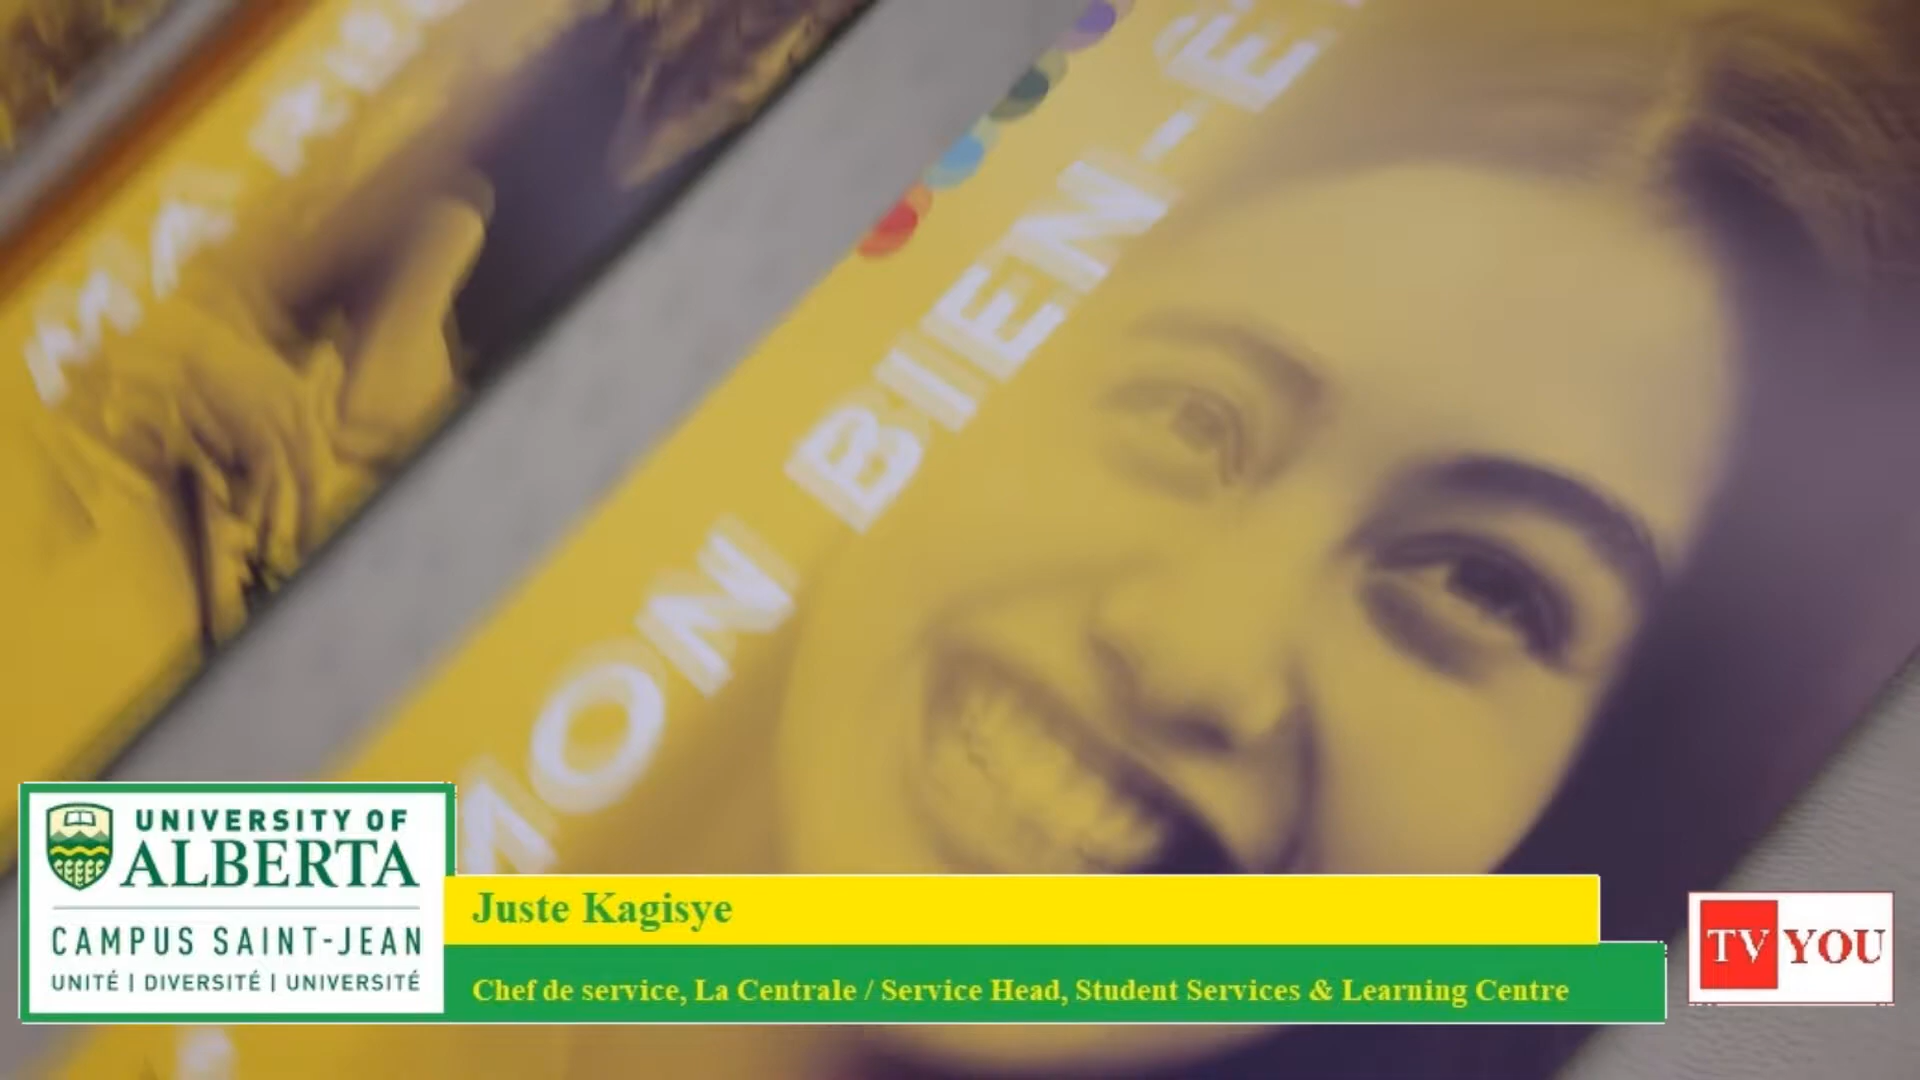 MA
MON BIEN-Ê
UNIVERSITY OF
ALBERTA
CAMPUS SAINT-JEAN
UNITÉ | DIVERSITÉ | UNIVERSITÉ
Juste Kagisye
Chef de service, La Centrale / Service Head, Student Services & Learning Centre
TV YOU